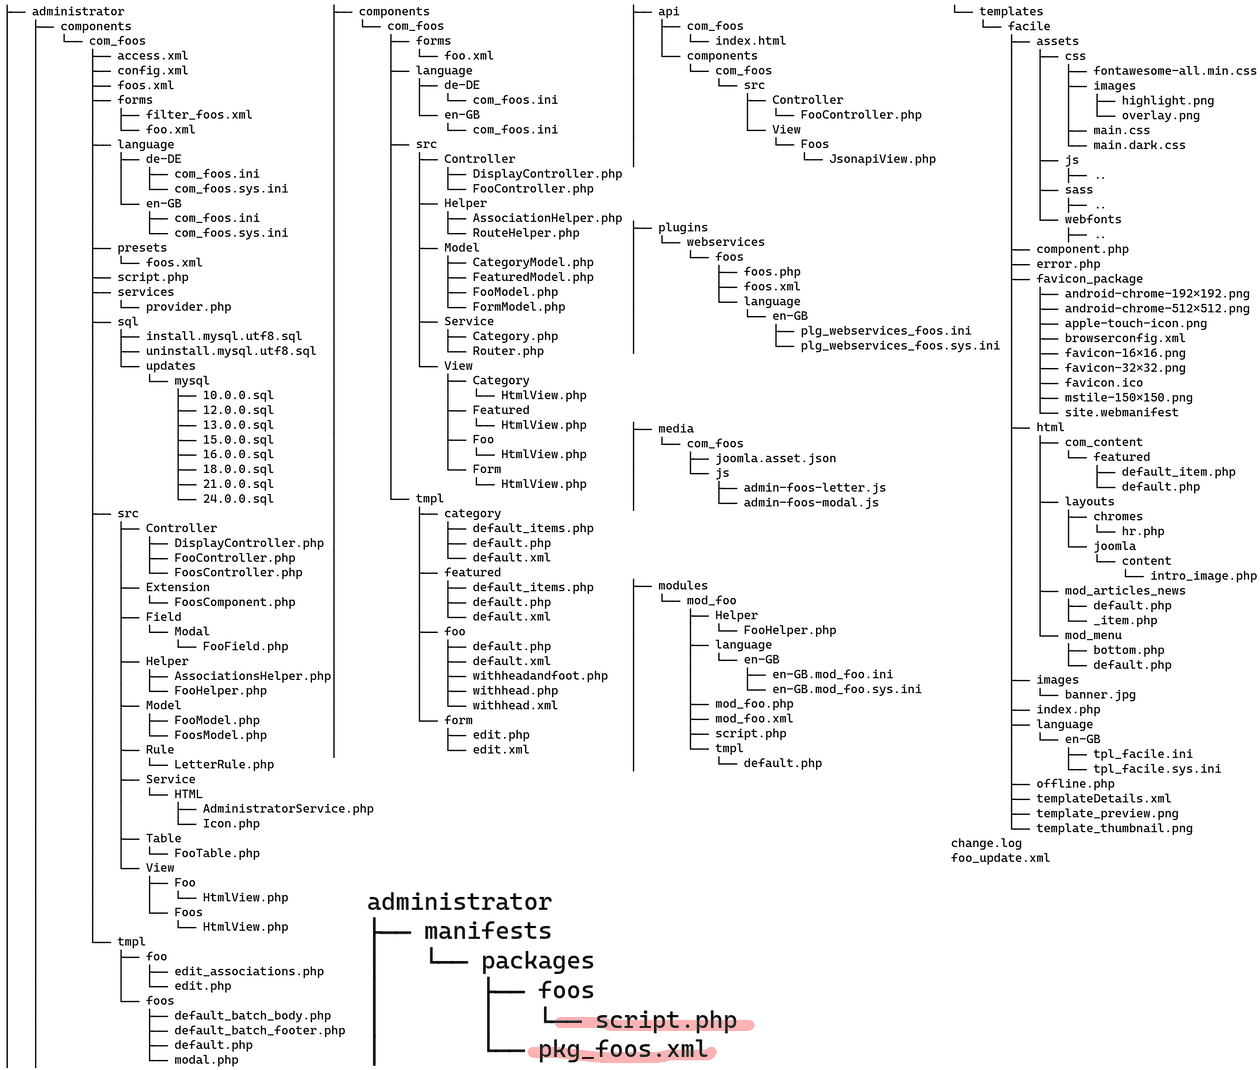 administrator
components
com_foos
access.xml
config.xml
foos.xml
forms
filter_foos.xml
foo.xml
language
de-DE
com_foos.ini
com_foos.sys.ini
en-GB
com_foos.ini
com_foos.sys.ini
presets
foos.xml
script.php
services
provider.php
sql
install.mysql.utf8.sql
uninstall.mysql.utf8.sql
updates
mysql
10.0.0.sql
12.0.0.sql
13.0.0.sql
15.0.0.sql
16.0.0.sql
18.0.0.sql
21.0.0.sql
24.0.0.sql
src
Controller
DisplayController.php
FooController.php
FoosController.php
Extension
FoosComponent.php
Field
Modal
FooField.php
Helper
AssociationsHelper.php
FooHelper.php
Model
FooModel.php
FoosModel.php
Rule
LetterRule.php
Service
HTML
AdministratorService.php
Icon.php
Table
FooTable.php
View
Foo
HtmlView.php
Foos
HtmlView.php
tmpl
foo
edit_associations.php
edit.php
foos
default_batch_body.php
default_batch_footer.php
default.php
modal.php
components
com_foos
forms
foo.xml
language
de-DE
com_foos.ini
en-GB
com_foos.ini
src
Controller
DisplayController.php
FooController.php
Helper
AssociationHelper.php
RouteHelper.php
Model
CategoryModel.php
FeaturedModel.php
FooModel.php
FormModel.php
Service
Category.php
Router.php
View
Category
HtmlView.php
Featured
HtmlView.php
Foo
HtmlView.php
Form
HtmlView.php
tmpl
category
default_items.php
default.php
default.xml
featured
default_items.php
default.php
default.xml
foo
default.php
default.xml
withheadandfoot.php
withhead.php
withhead.xml
form
edit.php
edit.xml
api
com_foos
index.html
components
com_foos
src
Controller
FooController.php
View
Foos
JsonapiView.php
plugins
webservices
foos
foos.php
foos.xml
language
en-GB
plg_webservices_foos.ini
plg_webservices_foos.sys.ini
media
com_foos
joomla.asset.json
js
admin-foos-letter.js
admin-foos-modal.js
modules
mod_foo
Helper
FooHelper.php
language
en-GB
en-GB.mod_foo.ini
en-GB.mod_foo.sys.ini
mod_foo.php
mod_foo.xml
script.php
tmpl
default.php
templates
facile
assets
css
fontawesome-all.min.css
images
highlight.png
overlay.png
main.css
main.dark.css
js
..
sass
..
webfonts
..
component.php
error.php
favicon_package
android-chrome-192×192.png
android-chrome-512×512.png
apple-touch-icon.png
browserconfig.xml
favicon-16×16.png
favicon-32×32.png
favicon.ico
mstile-150×150.png
site.webmanifest
html
com_content
featured
default_item.php
default.php
layouts
chromes
hr.php
joomla
content
intro_image.php
mod_articles_news
default.php
_item.php
mod_menu
bottom.php
default.php
images
banner.jpg
index.php
language
en-GB
tpl_facile.ini
tpl_facile.sys.ini
offline.php
templateDetails.xml
template_preview.png
template_thumbnail.png
change.log
foo_update.xml
administrator
manifests
packages
foos
script.php
pkg_foos.xml